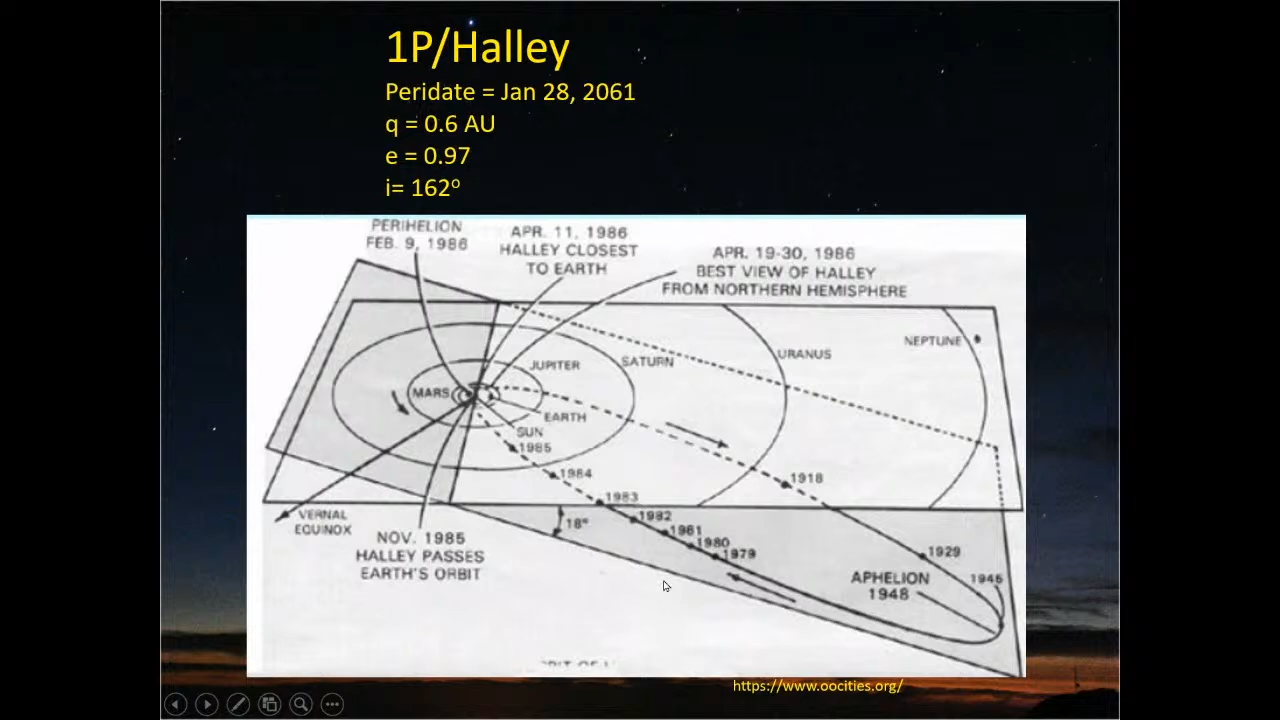 1P/Halley
Peridate = Jan 28, 2061
q = 0.6 AU
e = 0.97
i= 162º
PERIHELION
FEB. 9, 1986
APR. 11, 1986
HALLEY CLOSEST
TO EARTH
APR. 19-30, 1986
BEST VIEW OF HALLEY
FROM NORTHERN HEMISPHERE
NEPTUNE
URANUS
SATURN
JUPITER
MARS
EARTH
SUN
1985
1984
1918
1983
1982
1981
1980
1979
18°
VERNAL
EQUINOX
NOV. 1985
HALLEY PASSES
EARTH'S ORBIT
1929
APHELION
1948
1945
https://www.oocities.org/